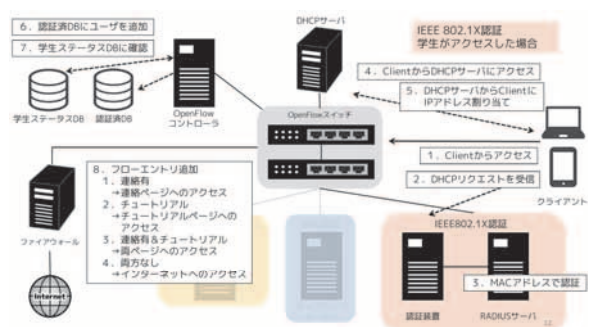 6．認証済DBにユーザを追加
7．学生ステータスDBに確認
DHCPサーバ
IEEE 802.1X認証
学生がアクセスした場合
4．ClientからDHCPサーバにアクセス
5．DHCPサーバからClientに
IPアドレス割り当て
学生ステータスDB
認証済DB
OpenFlow
コントローラ
OpenFlowスイッチ
1．Clientからアクセス
2．DHCPリクエストを受信
クライアント
8．フローエントリ追加
1．連絡有
→連絡ページへのアクセス
2．チュートリアル
→チュートリアルページへの
アクセス
3．連絡有＆チュートリアル
→両ページへのアクセス
4．両方なし
→インターネットへのアクセス
ファイアウォール
Internet
IEEE802.1X認証
3．MACアドレスで認証
認証装置
RADIUSサーバ